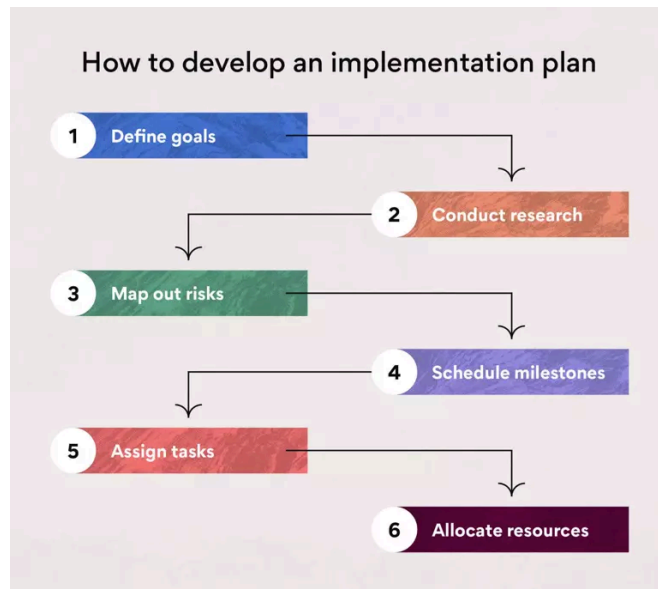 How to develop an implementation plan
1 Define goals
2 Conduct research
3 Map out risks
4 Schedule milestones
5 Assign tasks
6 Allocate resources